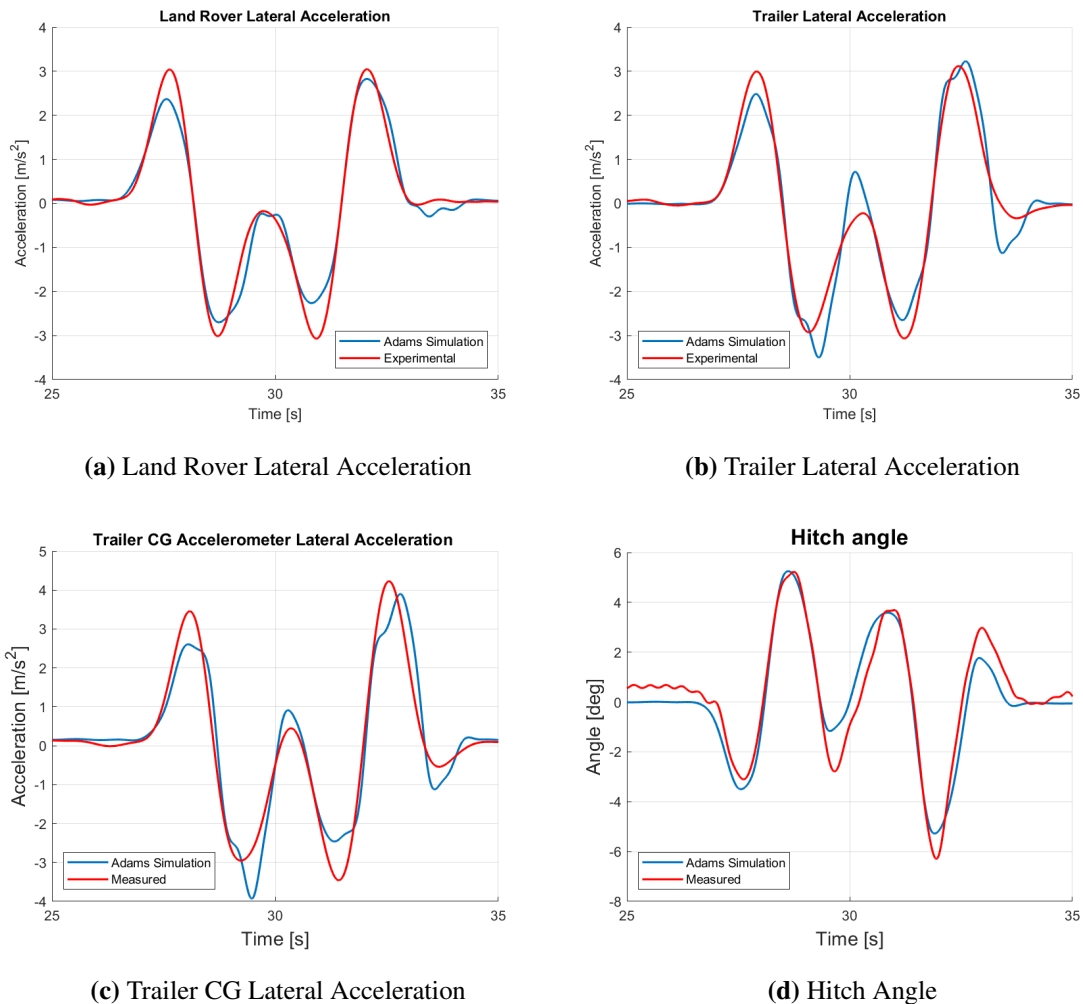 Land Rover Lateral Acceleration
4
3
2
1
0
-1
-2
-3
-4
Acceleration [m/s²]
Adams Simulation
Experimental
25
30
35
Time [s]
(a) Land Rover Lateral Acceleration
Trailer Lateral Acceleration
4
3
2
1
0
-1
-2
-3
-4
Acceleration [m/s²]
Adams Simulation
Experimental
25
30
35
Time [s]
(b) Trailer Lateral Acceleration
Trailer CG Accelerometer Lateral Acceleration
5
4
3
2
1
0
-1
-2
-3
-4
Acceleration [m/s²]
Adams Simulation
Measured
25
30
35
Time [s]
(c) Trailer CG Lateral Acceleration
Hitch angle
6
4
2
0
-2
-4
-6
-8
Angle [deg]
Adams Simulation
Measured
25
30
35
Time [s]
(d) Hitch Angle